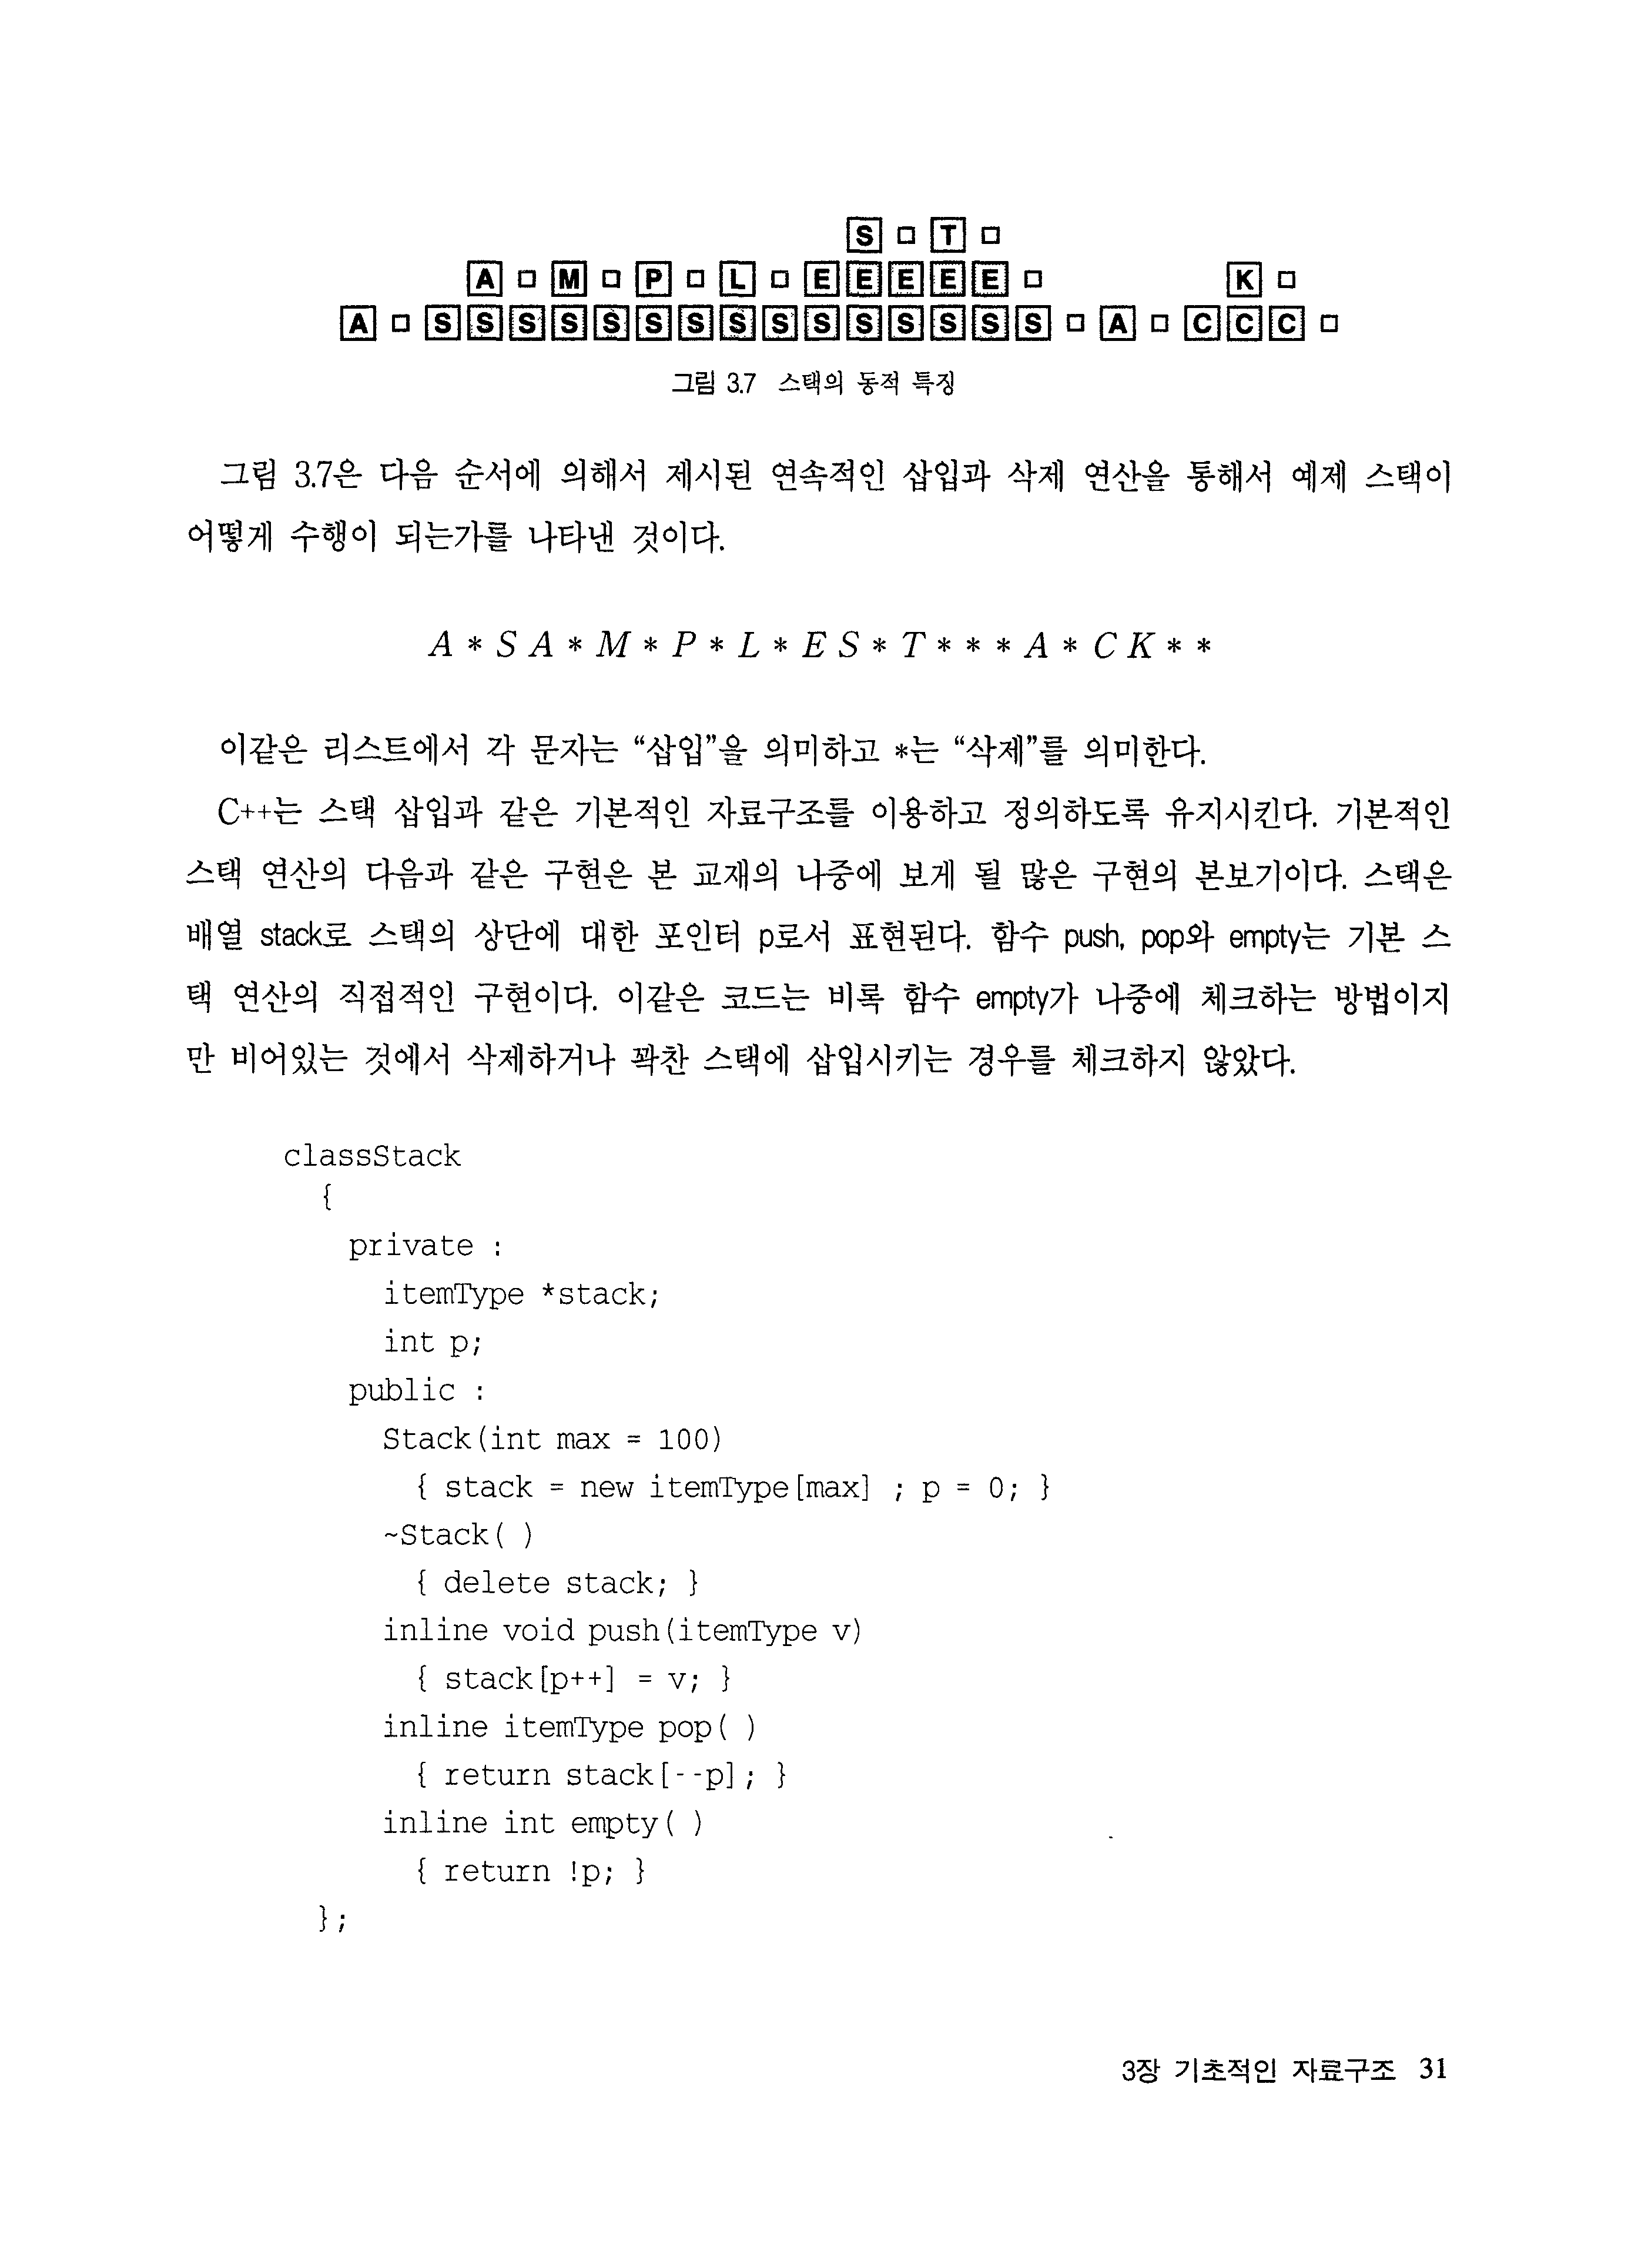 S □ T □
A □ M □ P □ L □ E E E E E □ K □
A □ S S S S S S S S S S S S S S S □ A □ C C C □
그림 3.7 스택의 동적 특징
그림 3.7은 다음 순서에 의해서 제시된 연속적인 삽입과 삭제 연산을 통해서 예제 스택이
어떻게 수행이 되는가를 나타낸 것이다.
A * S A * M * P * L * E S * T * * * A * C K * *
이같은 리스트에서 각 문자는 “삽입”을 의미하고 *는 “삭제”를 의미한다.
C++는 스택 삽입과 같은 기본적인 자료구조를 이용하고 정의하도록 유지시킨다. 기본적인
스택 연산의 다음과 같은 구현은 본 교재의 나중에 보게 될 많은 구현의 본보기이다. 스택은
배열 stack로 스택의 상단에 대한 포인터 p로서 표현된다. 함수 push, pop와 empty는 기본 스
택 연산의 직접적인 구현이다. 이같은 코드는 비록 함수 empty가 나중에 체크하는 방법이지
만 비어있는 것에서 삭제하거나 꽉찬 스택에 삽입시키는 경우를 체크하지 않았다.
classStack
{
private :
itemType *stack;
int p;
public :
Stack(int max = 100)
{ stack = new itemType[max] ; p = 0; }
~Stack( )
{ delete stack; }
inline void push(itemType v)
{ stack[p++] = v; }
inline itemType pop( )
{ return stack[--p]; }
inline int empty( )
{ return !p; }
};
3장 기초적인 자료구조 31